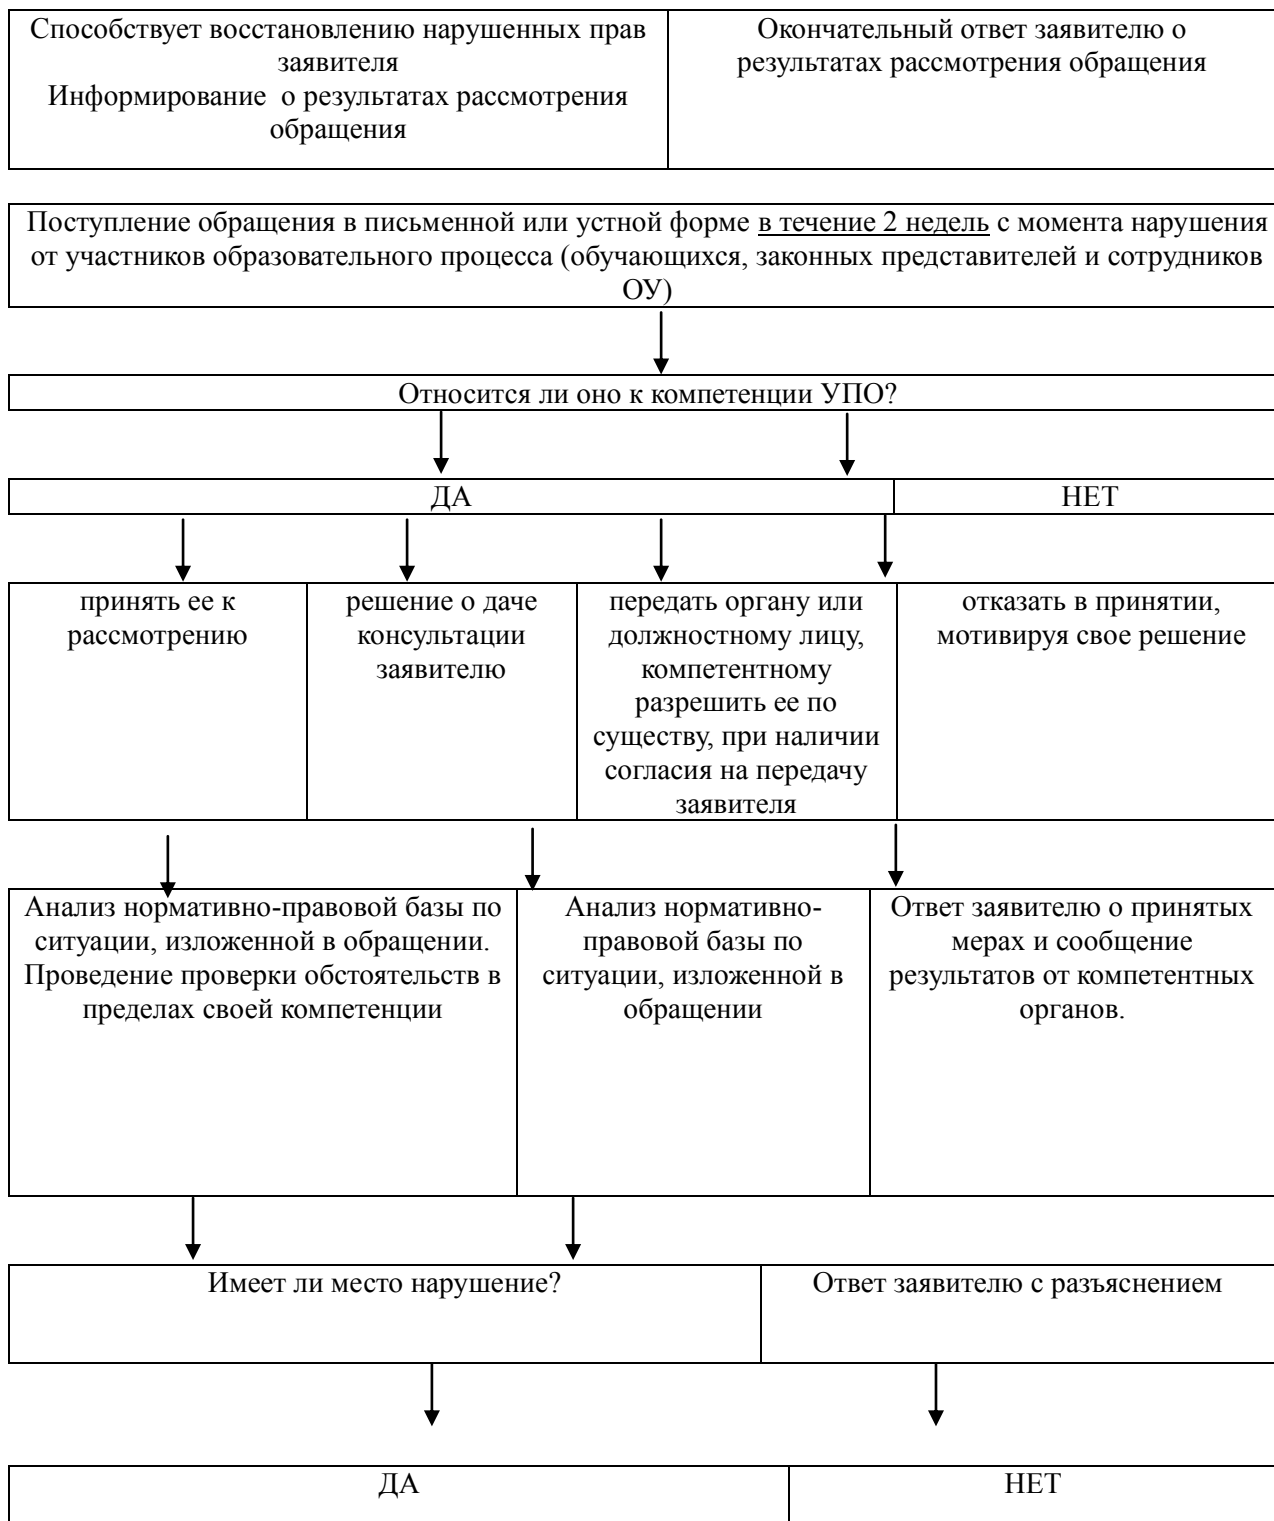 Способствует восстановлению нарушенных прав
заявителя
Информирование о результатах рассмотрения
обращения
Окончательный ответ заявителю о
результатах рассмотрения обращения
Поступление обращения в письменной или устной форме в течение 2 недель с момента нарушения
от участников образовательного процесса (обучающихся, законных представителей и сотрудников
ОУ)
Относится ли оно к компетенции УПО?
ДА
НЕТ
принять ее к
рассмотрению
решение о даче
консультации
заявителю
передать органу или
должностному лицу,
компетентному
разрешить ее по
существу, при наличии
согласия на передачу
заявителя
отказать в принятии,
мотивируя свое решение
Анализ нормативно-правовой базы по
ситуации, изложенной в обращении.
Проведение проверки обстоятельств в
пределах своей компетенции
Анализ нормативно-
правовой базы по
ситуации, изложенной в
обращении
Ответ заявителю о принятых
мерах и сообщение
результатов от компетентных
органов.
Имеет ли место нарушение?
Ответ заявителю с разъяснением
ДА
НЕТ